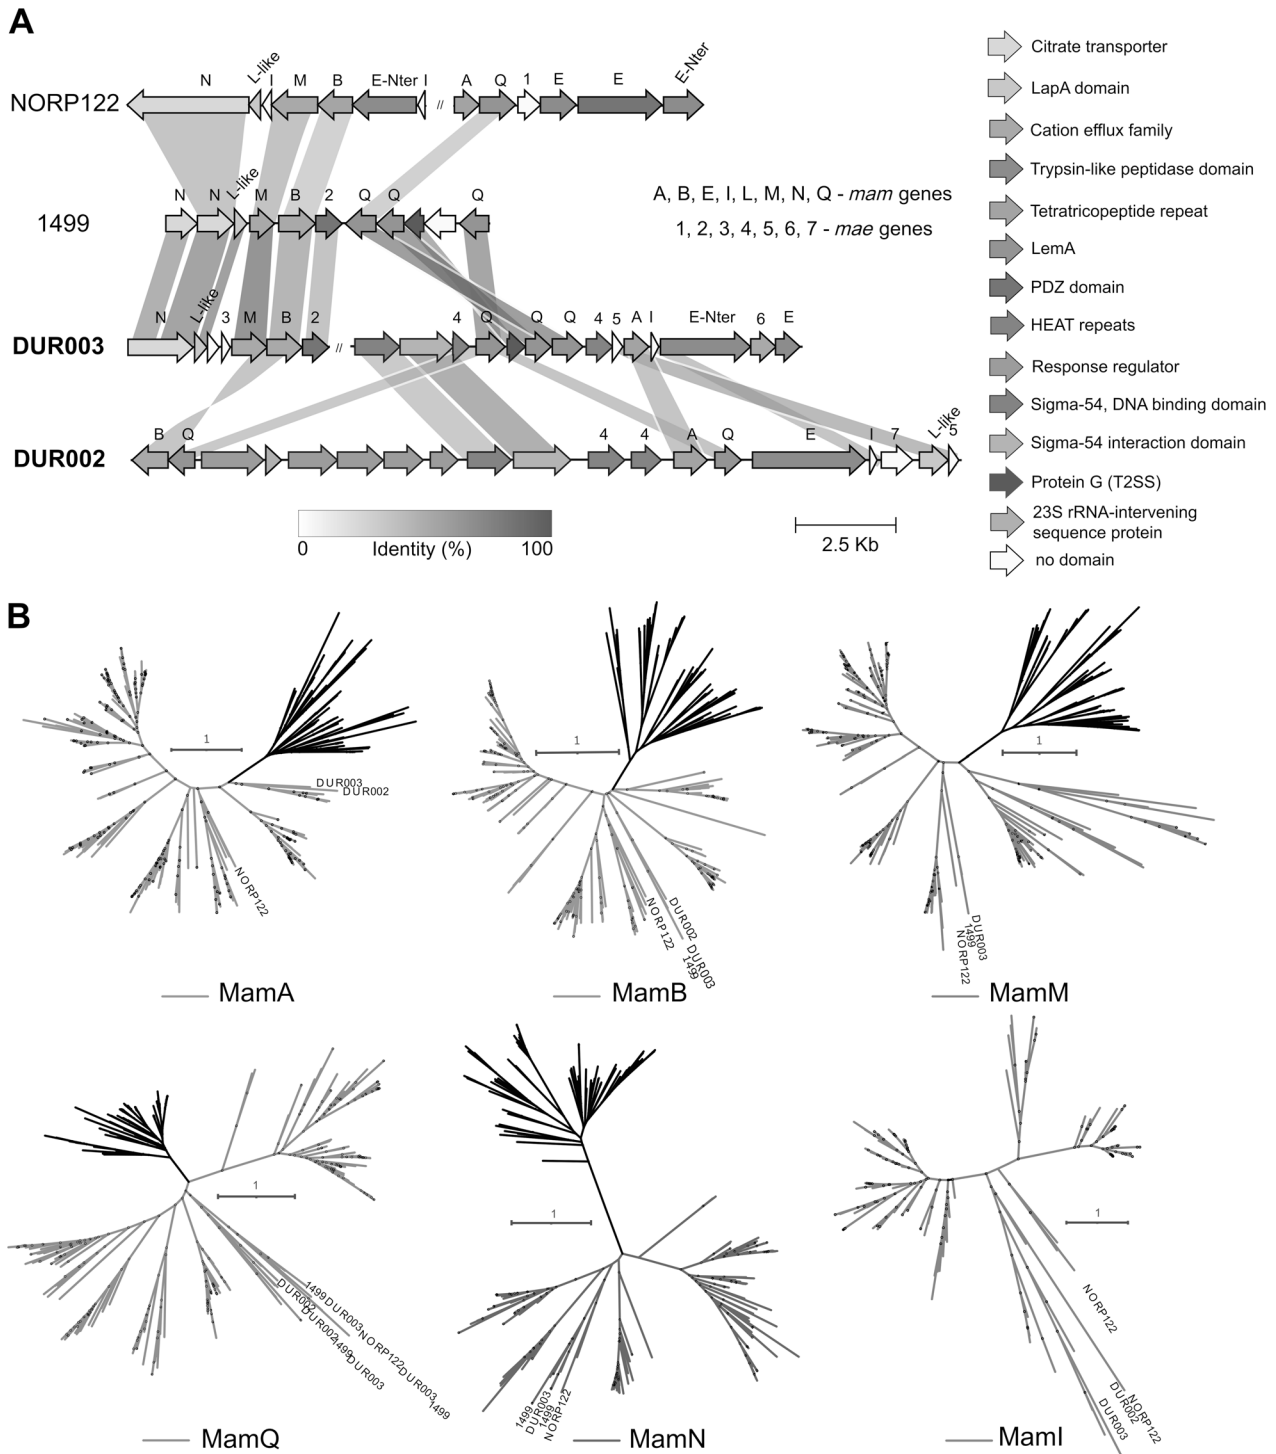 A
N L-like I M B E-Nter I A Q 1 E E E-Nter
NORP122 //
N N L-like M B 2 Q Q Q
1499
A, B, E, I, L, M, N, Q - mam genes
1, 2, 3, 4, 5, 6, 7 - mae genes
N L-like 3 M B 2 4 Q Q Q 4 5 A I E-Nter 6 E
DUR003 //
B Q 4 4 A Q E I 7 L-like 5
DUR002
0 Identity (%) 100
2.5 Kb
Citrate transporter
LapA domain
Cation efflux family
Trypsin-like peptidase domain
Tetratricopeptide repeat
LemA
PDZ domain
HEAT repeats
Response regulator
Sigma-54, DNA binding domain
Sigma-54 interaction domain
Protein G (T2SS)
23S rRNA-intervening
sequence protein
no domain
B
1
DUR003
DUR002
NORP122
MamA
1
NORP122
DUR002
DUR003
1499
MamB
1
DUR003
1499
NORP122
MamM
1
DUR002
1499
DUR003
DUR002
1499
DUR003
NORP122
DUR003
1499
MamQ
1
1499
DUR003
1499
NORP122
MamN
1
NORP122
NORP122
DUR002
DUR003
MamI